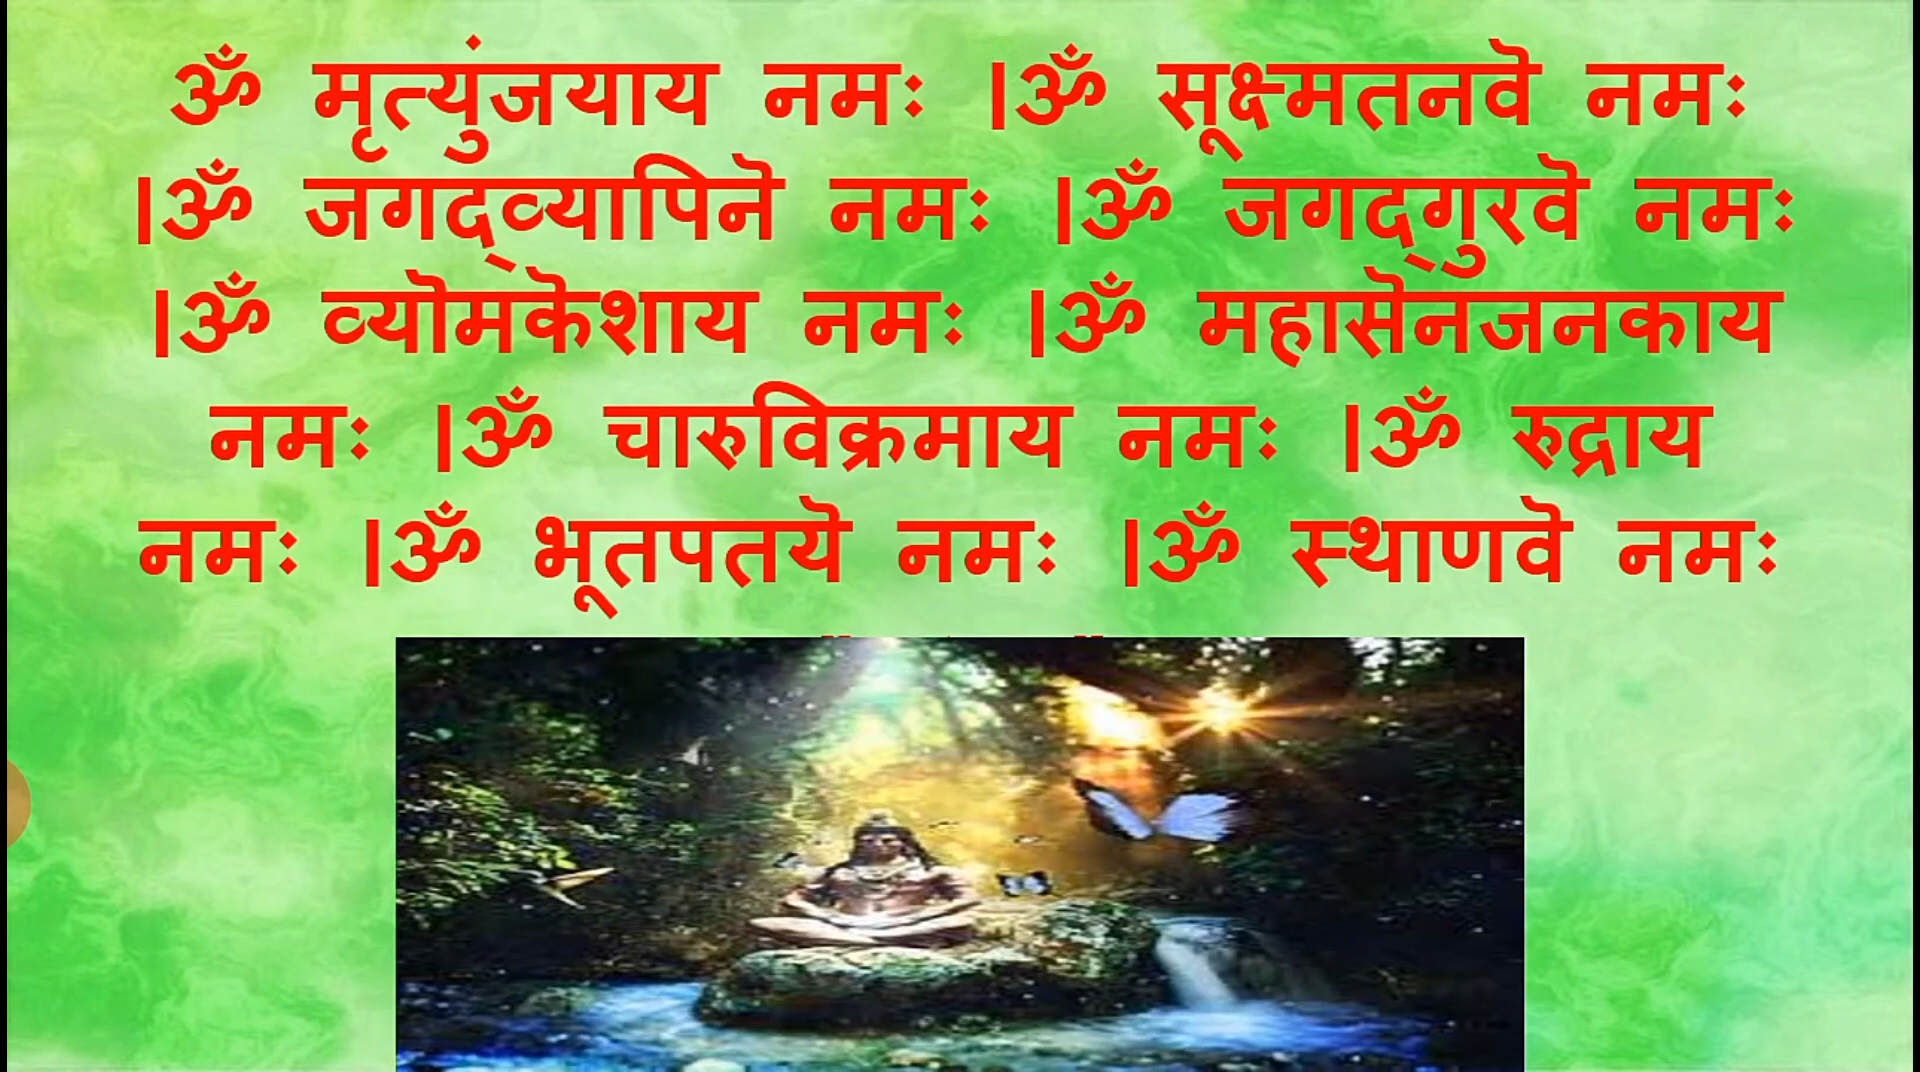 ॐ मृत्युंजयाय नमः ।ॐ सूक्ष्मतनवॆ नमः
।ॐ जगद्व्यापिनॆ नमः ।ॐ जगद्गुरवॆ नमः
।ॐ व्यॊमकॆशाय नमः ।ॐ महासॆनजनकाय
नमः ।ॐ चारुविक्रमाय नमः ।ॐ रुद्राय
नमः ।ॐ भूतपतयॆ नमः ।ॐ स्थाणवॆ नमः